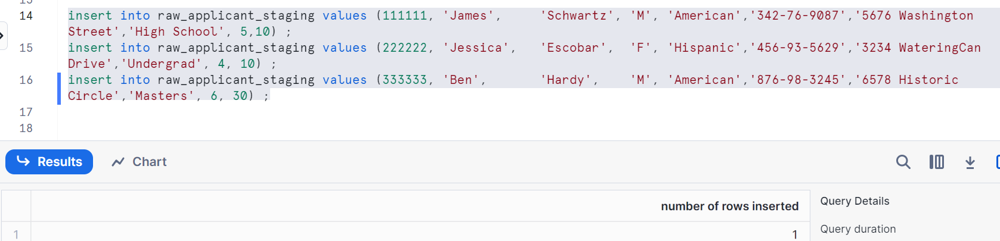 14 insert into raw_applicant_staging values (111111, 'James', 'Schwartz', 'M', 'American','342-76-9087','5676 Washington
Street','High School', 5,10) ;
15 insert into raw_applicant_staging values (222222, 'Jessica', 'Escobar', 'F', 'Hispanic','456-93-5629','3234 WateringCan
Drive','Undergrad', 4, 10) ;
16 insert into raw_applicant_staging values (333333, 'Ben', 'Hardy', 'M', 'American','876-98-3245','6578 Historic
Circle','Masters', 6, 30) ;
17
18
Results Chart
number of rows inserted
Query Details
1 1
Query duration